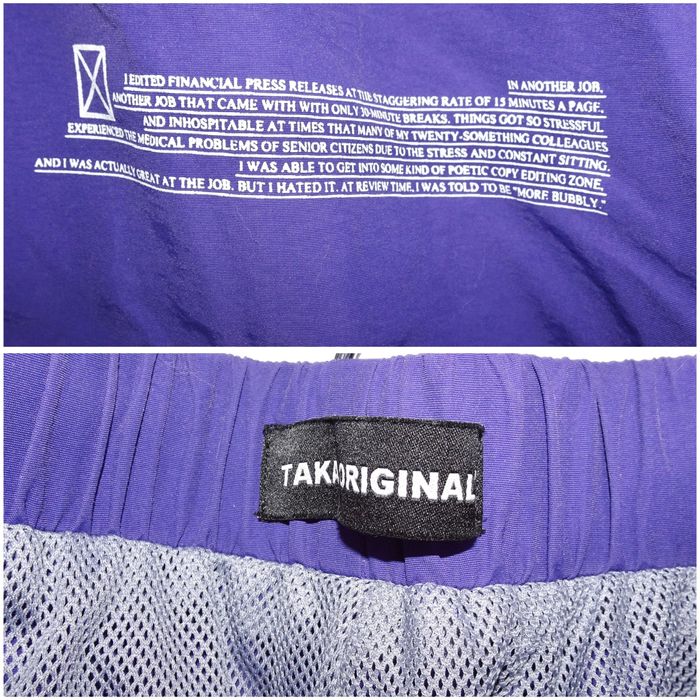 IN ANOTHER JOB,
I EDITED FINANCIAL PRESS RELEASES AT THE STAGGERING RATE OF 15 MINUTES A PAGE.
ANOTHER JOB THAT CAME WITH WITH ONLY 30-MINUTE BREAKS. THINGS GOT SO STRESSFUL
AND INHOSPITABLE AT TIMES THAT MANY OF MY TWENTY-SOMETHING COLLEAGUES
EXPERIENCED THE MEDICAL PROBLEMS OF SENIOR CITIZENS DUE TO THE STRESS AND CONSTANT SITTING.
I WAS ABLE TO GET INTO SOME KIND OF POETIC COPY EDITING ZONE,
AND I WAS ACTUALLY GREAT AT THE JOB. BUT I HATED IT. AT REVIEW TIME, I WAS TOLD TO BE "MORE BUBBLY."
TAKA ORIGINAL